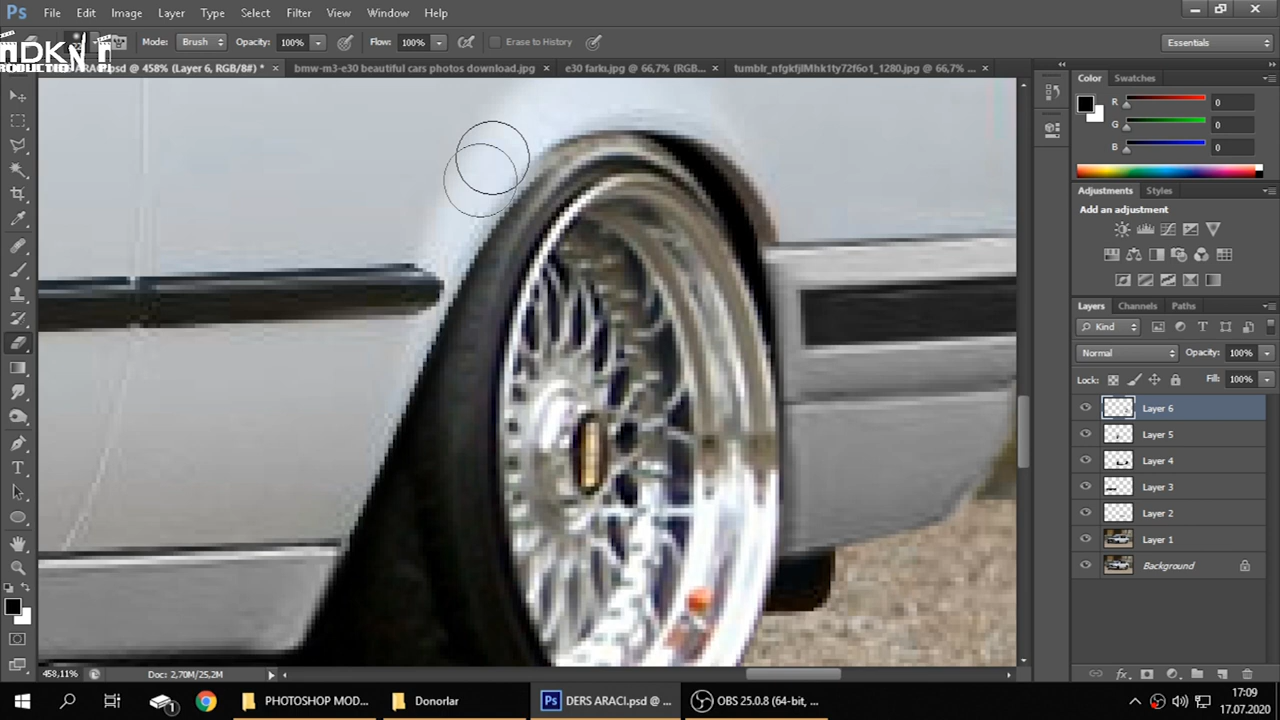 Ps File Edit Image Layer Type Select Filter View Window Help
Mode: Brush Opacity: 100% Flow: 100% Erase to History Essentials
DKN
.psd @ 458% (Layer 6, RGB/8#) * × bmw-m3-e30 beautiful cars photos download.jpg × e30 farkı.jpg @ 66,7% (RGB... × tumblr_nfgkfjlMhk1ty72f6o1_1280.jpg @ 66,7% ... ×
Color Swatches
R 0
G 0
B 0
Adjustments Styles
Add an adjustment
Layers Channels Paths
Kind
Normal Opacity: 100%
Lock: Fill: 100%
Layer 6
Layer 5
Layer 4
Layer 3
Layer 2
Layer 1
Background
458,11% Doc: 2,70M/25,2M
PHOTOSHOP MOD... Donorlar Ps DERS ARACI.psd @ ... OBS 25.0.8 (64-bit, ...
17:09
17.07.2020